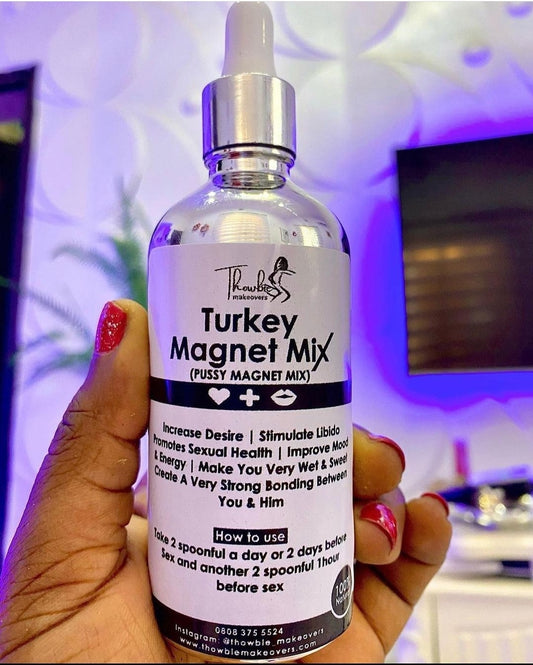 Thowbie
makeovers
Turkey
Magnet Mix
(PUSSY MAGNET MIX)
Increase Desire | Stimulate Libido
Promotes Sexual Health | Improve Mood
& Energy | Make You Very Wet & Sweet
Create A Very Strong Bonding Between
You & Him
How to use
Take 2 spoonful a day or 2 days before
Sex and another 2 spoonful 1hour
before sex
100%
0808 375 5524
Instagram: @thowbie_makeovers
www.thowbiemakeovers.com